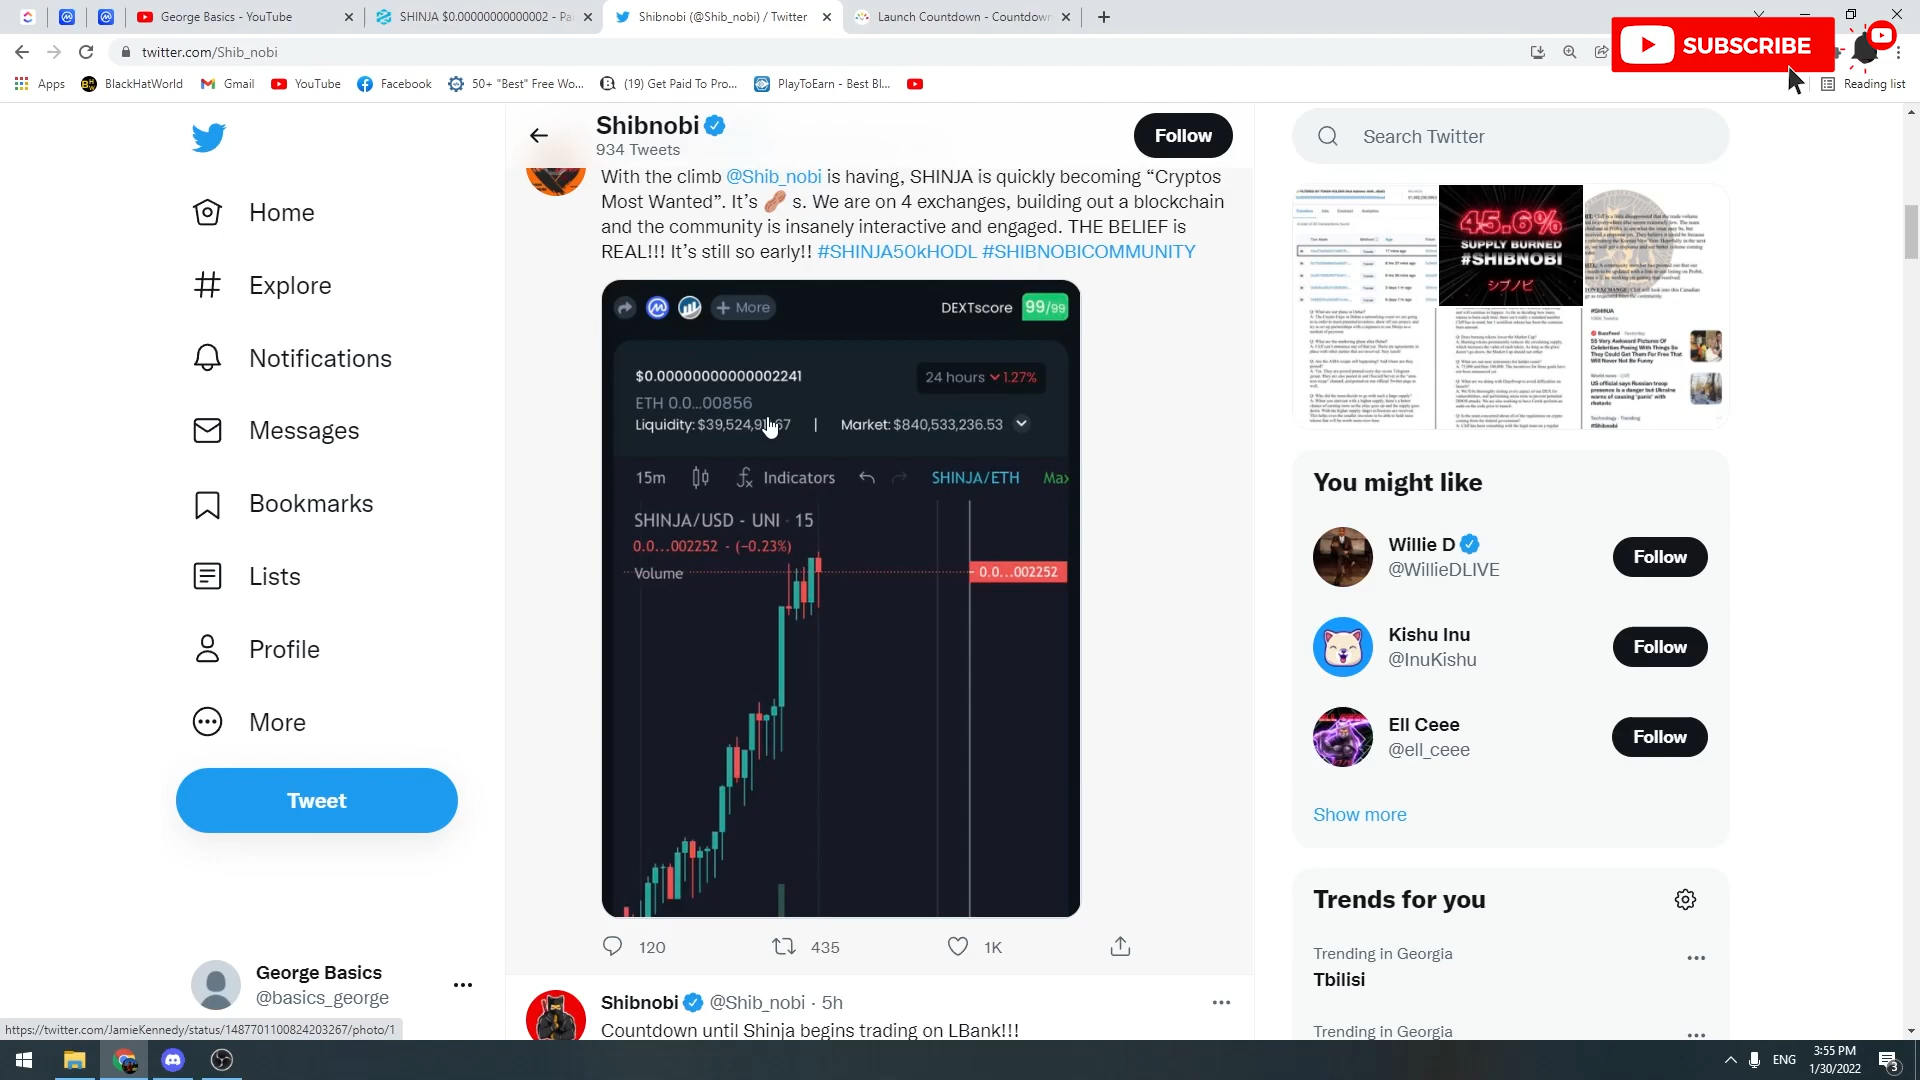 George Basics - YouTube
SHINJA $0.00000000000002 - Pa
Shibnobi (@Shib_nobi) / Twitter
Launch Countdown - Countdown
twitter.com/Shib_nobi
SUBSCRIBE
Apps
BlackHatWorld
Gmail
YouTube
Facebook
50+ "Best" Free Wo...
(19) Get Paid To Pro...
PlayToEarn - Best Bl...
Reading list
Home
Explore
Notifications
Messages
Bookmarks
Lists
Profile
More
Tweet
George Basics
@basics_george
https://twitter.com/JamieKennedy/status/1487701100824203267/photo/1
Shibnobi
934 Tweets
Follow
With the climb @Shib_nobi is having, SHINJA is quickly becoming “Cryptos
Most Wanted”. It’s 🥜 s. We are on 4 exchanges, building out a blockchain
and the community is insanely interactive and engaged. THE BELIEF is
REAL!!! It’s still so early!! #SHINJA50kHODL #SHIBNOBICOMMUNITY
+ More
DEXTscore 99/99
$0.00000000000002241
24 hours 1.27%
ETH 0.0...00856
Market: $840,533,236.53
15m
Indicators
SHINJA/ETH
SHINJA/USD - UNI · 15
0.0...002252 - (−0.23%)
Volume
0.0...002252
120
435
1K
Shibnobi @Shib_nobi · 5h
Countdown until Shinja begins trading on LBank!!!
Search Twitter
45.6%
SUPPLY BURNED
#SHIBNOBI
シブノビ
You might like
Willie D
@WillieDLIVE
Follow
Kishu Inu
@InuKishu
Follow
Ell Ceee
@ell_ceee
Follow
Show more
Trends for you
Trending in Georgia
Tbilisi
Trending in Georgia
ENG
3:55 PM
1/30/2022
3